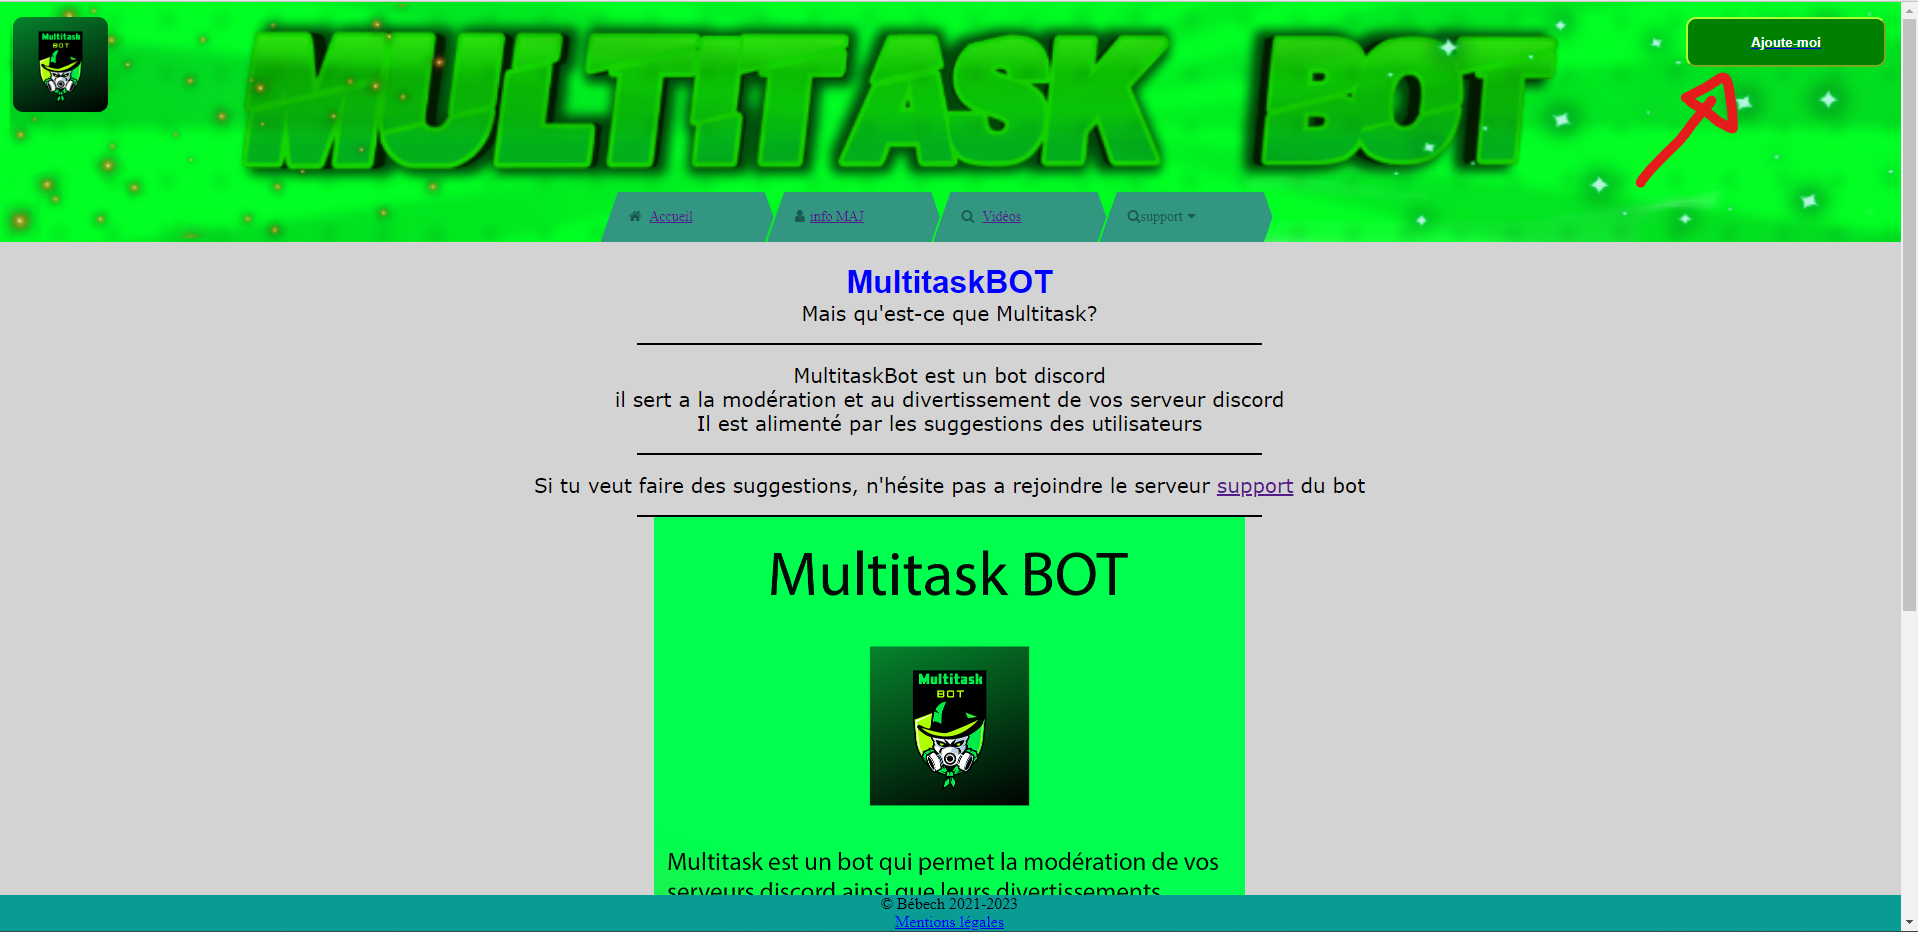 Multitask
BOT
MULTITASK BOT
Ajoute-moi
Accueil
info MAJ
Vidéos
support
MultitaskBOT
Mais qu'est-ce que Multitask?
MultitaskBot est un bot discord
il sert a la modération et au divertissement de vos serveur discord
Il est alimenté par les suggestions des utilisateurs
Si tu veut faire des suggestions, n'hésite pas a rejoindre le serveur support du bot
Multitask BOT
Multitask
BOT
Multitask est un bot qui permet la modération de vos
serveurs discord ainsi que leurs divertissements
© Bébech 2021-2023
Mentions légales